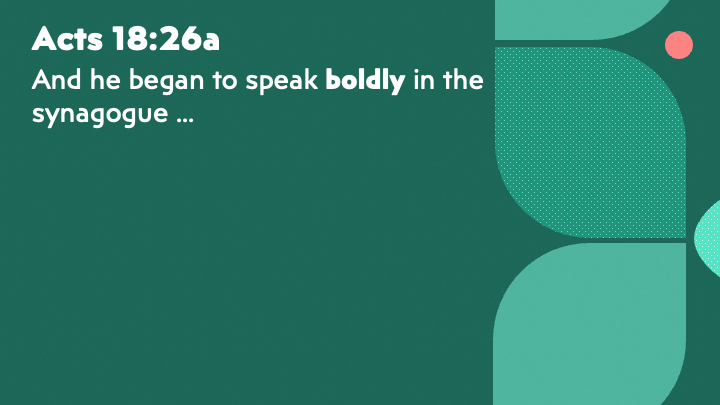 Acts 18:26a
And he began to speak boldly in the
synagogue ...